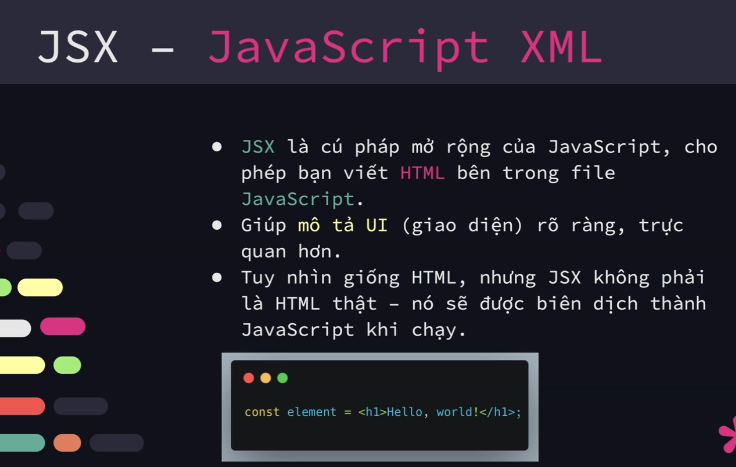 JSX – JavaScript XML
● JSX là cú pháp mở rộng của JavaScript, cho
phép bạn viết HTML bên trong file
JavaScript.
● Giúp mô tả UI (giao diện) rõ ràng, trực
quan hơn.
● Tuy nhìn giống HTML, nhưng JSX không phải
là HTML thật – nó sẽ được biên dịch thành
JavaScript khi chạy.
const element = <h1>Hello, world!</h1>;